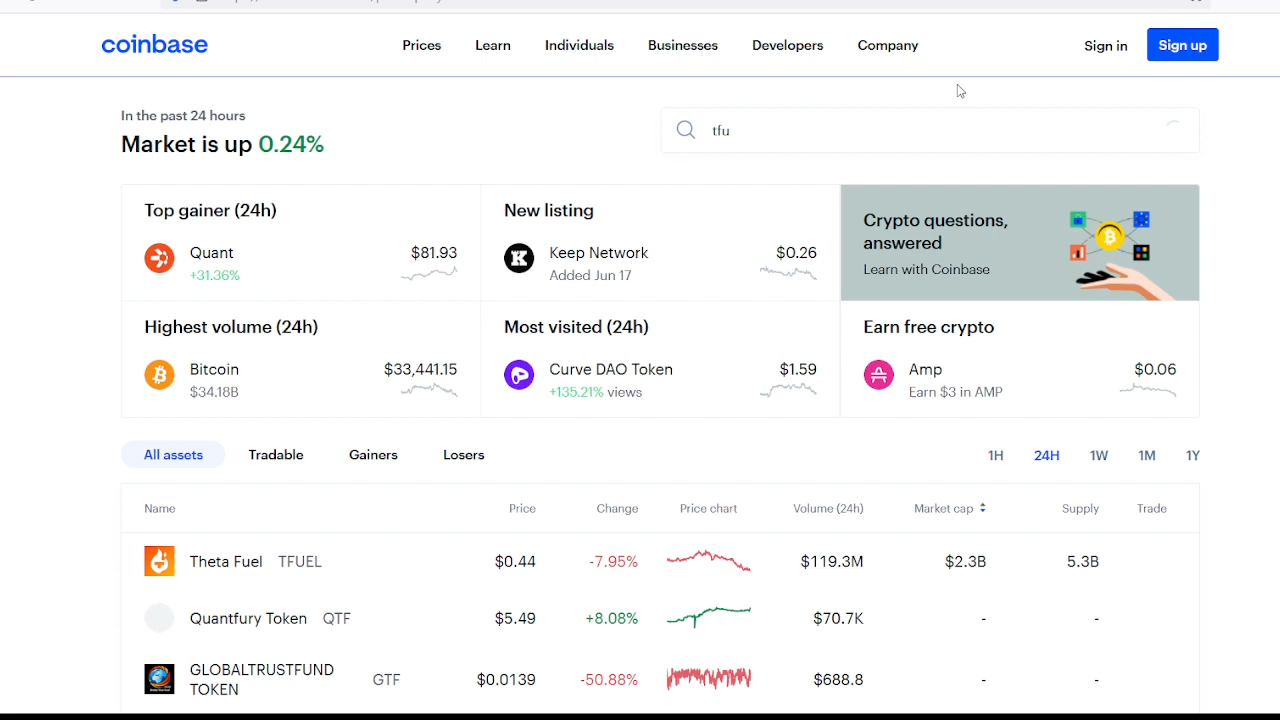 coinbase
Prices Learn Individuals Businesses Developers Company
Sign in Sign up
In the past 24 hours
Market is up 0.24%
tfu
Top gainer (24h)
Quant $81.93
+31.36%
New listing
Keep Network $0.26
Added Jun 17
Crypto questions,
answered
Learn with Coinbase
Highest volume (24h)
Bitcoin $33,441.15
$34.18B
Most visited (24h)
Curve DAO Token $1.59
+135.21% views
Earn free crypto
Amp $0.06
Earn $3 in AMP
All assets Tradable Gainers Losers 1H 24H 1W 1M 1Y
Name Price Change Price chart Volume (24h) Market cap Supply Trade
Theta Fuel TFUEL $0.44 -7.95% $119.3M $2.3B 5.3B
Quantfury Token QTF $5.49 +8.08% $70.7K - -
GLOBALTRUSTFUND
TOKEN GTF $0.0139 -50.88% $688.8 - -